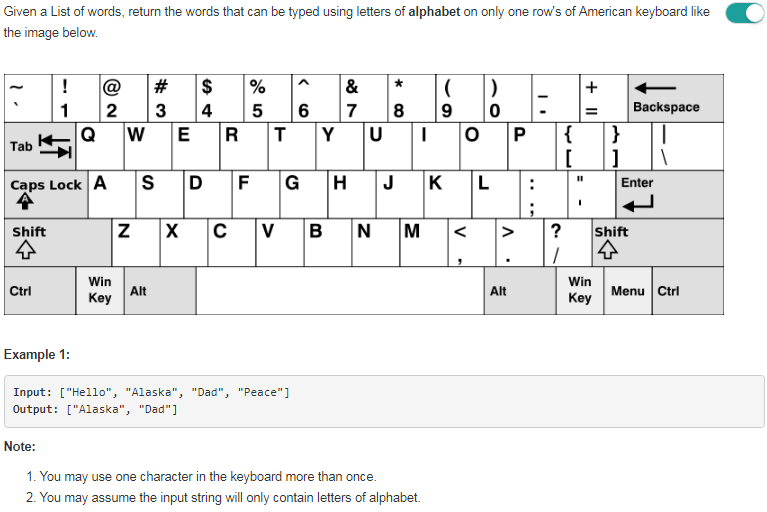 Given a List of words, return the words that can be typed using letters of alphabet on only one row's of American keyboard like
the image below.
~ ! @ # $ % ^ & * ( ) _ +
` 1 2 3 4 5 6 7 8 9 0 - = Backspace
Tab Q W E R T Y U I O P { } |
[ ] \
Caps Lock A S D F G H J K L : " Enter
; '
Shift Z X C V B N M < > ? Shift
, . /
Ctrl Win Key Alt Alt Win Key Menu Ctrl
Example 1:
Input: ["Hello", "Alaska", "Dad", "Peace"]
Output: ["Alaska", "Dad"]
Note:
1. You may use one character in the keyboard more than once.
2. You may assume the input string will only contain letters of alphabet.